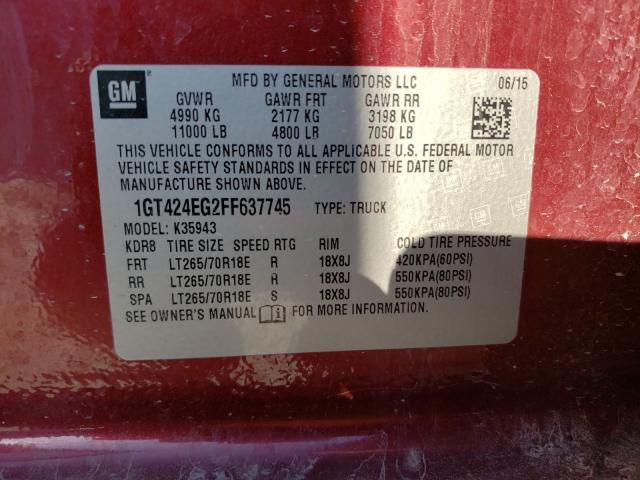 GM
MFD BY GENERAL MOTORS LLC 06/15
GVWR GAWR FRT GAWR RR
4990 KG 2177 KG 3198 KG
11000 LB 4800 LB 7050 LB
THIS VEHICLE CONFORMS TO ALL APPLICABLE U.S. FEDERAL MOTOR
VEHICLE SAFETY STANDARDS IN EFFECT ON THE DATE OF
MANUFACTURE SHOWN ABOVE.
1GT424EG2FF637745 TYPE: TRUCK
MODEL: K35943
KDR8 TIRE SIZE SPEED RTG RIM COLD TIRE PRESSURE
FRT LT265/70R18E R 18X8J 420KPA(60PSI)
RR LT265/70R18E R 18X8J 550KPA(80PSI)
SPA LT265/70R18E S 18X8J 550KPA(80PSI)
SEE OWNER'S MANUAL FOR MORE INFORMATION.